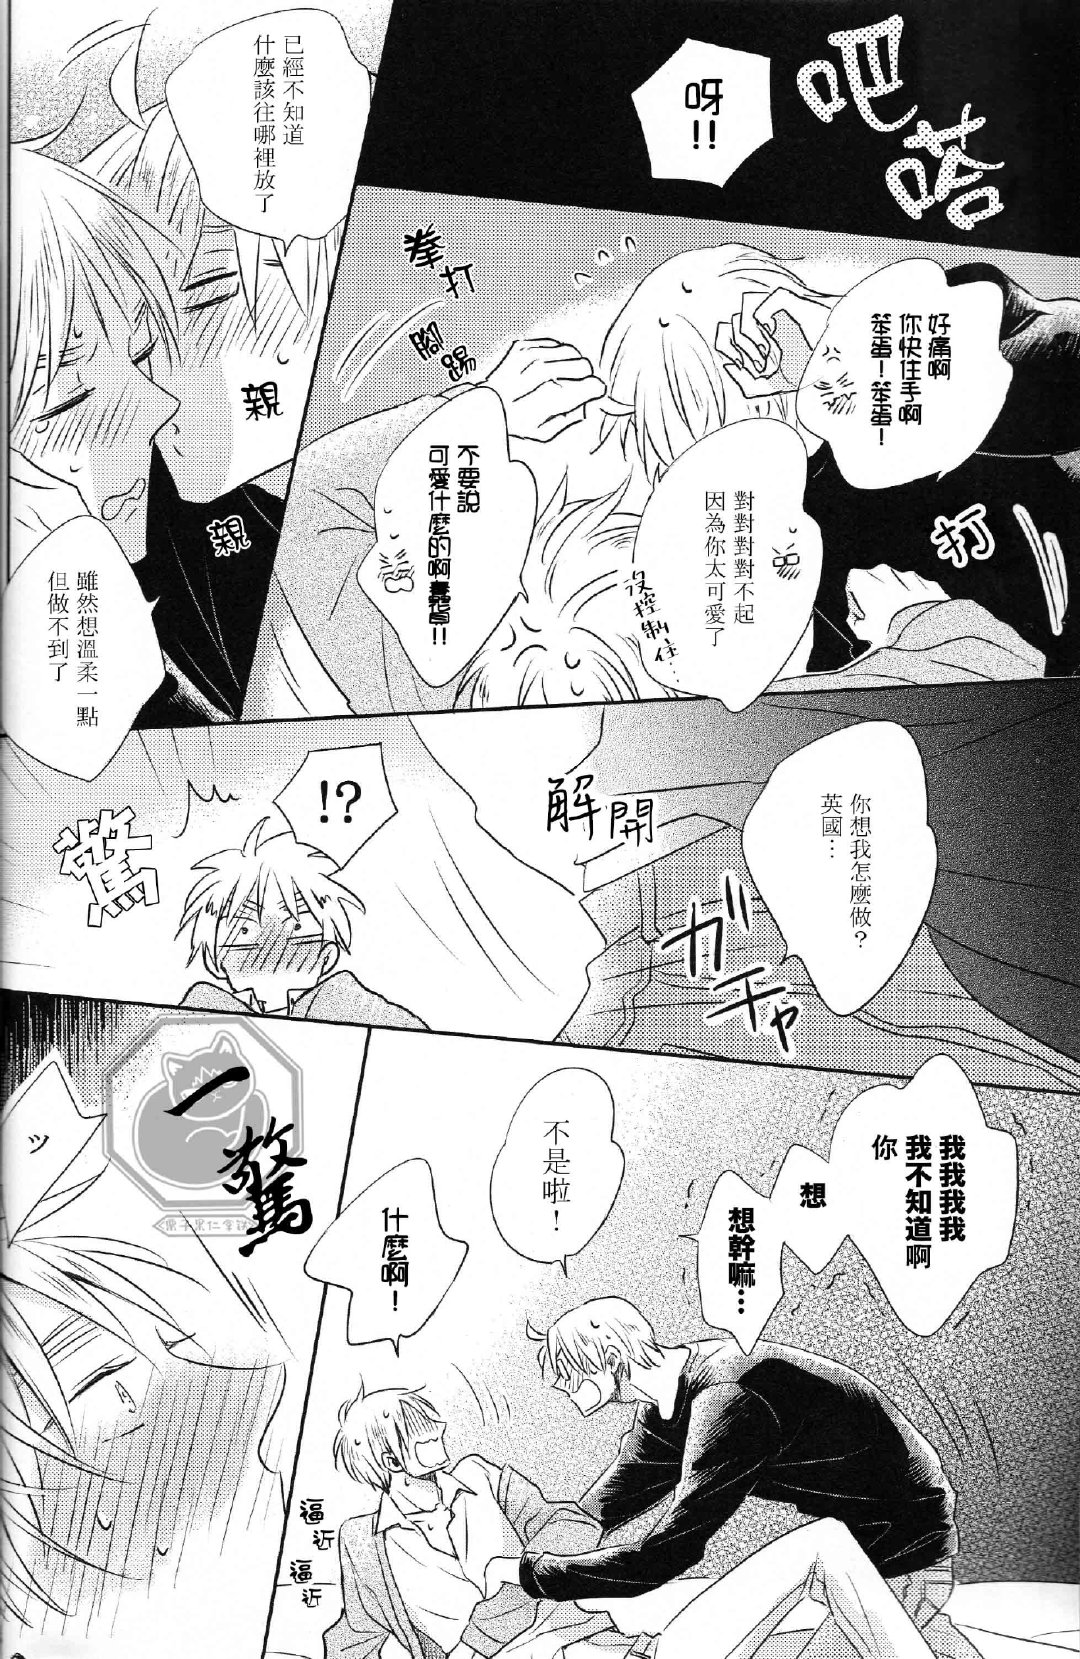 吧嗒
呀!!
好痛啊
你快住手啊
笨蛋!笨蛋!
打
對對對對不起
因為你太可愛了
沒控制住…
拳打
腳踢
不要說
可愛什麼的啊蠢貨!!
已經不知道
什麼該往哪裡放了
親
親
雖然想溫柔一點
但做不到了
你想我怎麼做?
英國…
解開
ガチャ
!?
驚
我我我我
我不知道啊
你
想
想幹嘛…
不是啦!
什麼啊!
逼近
逼近
一驚
ッ